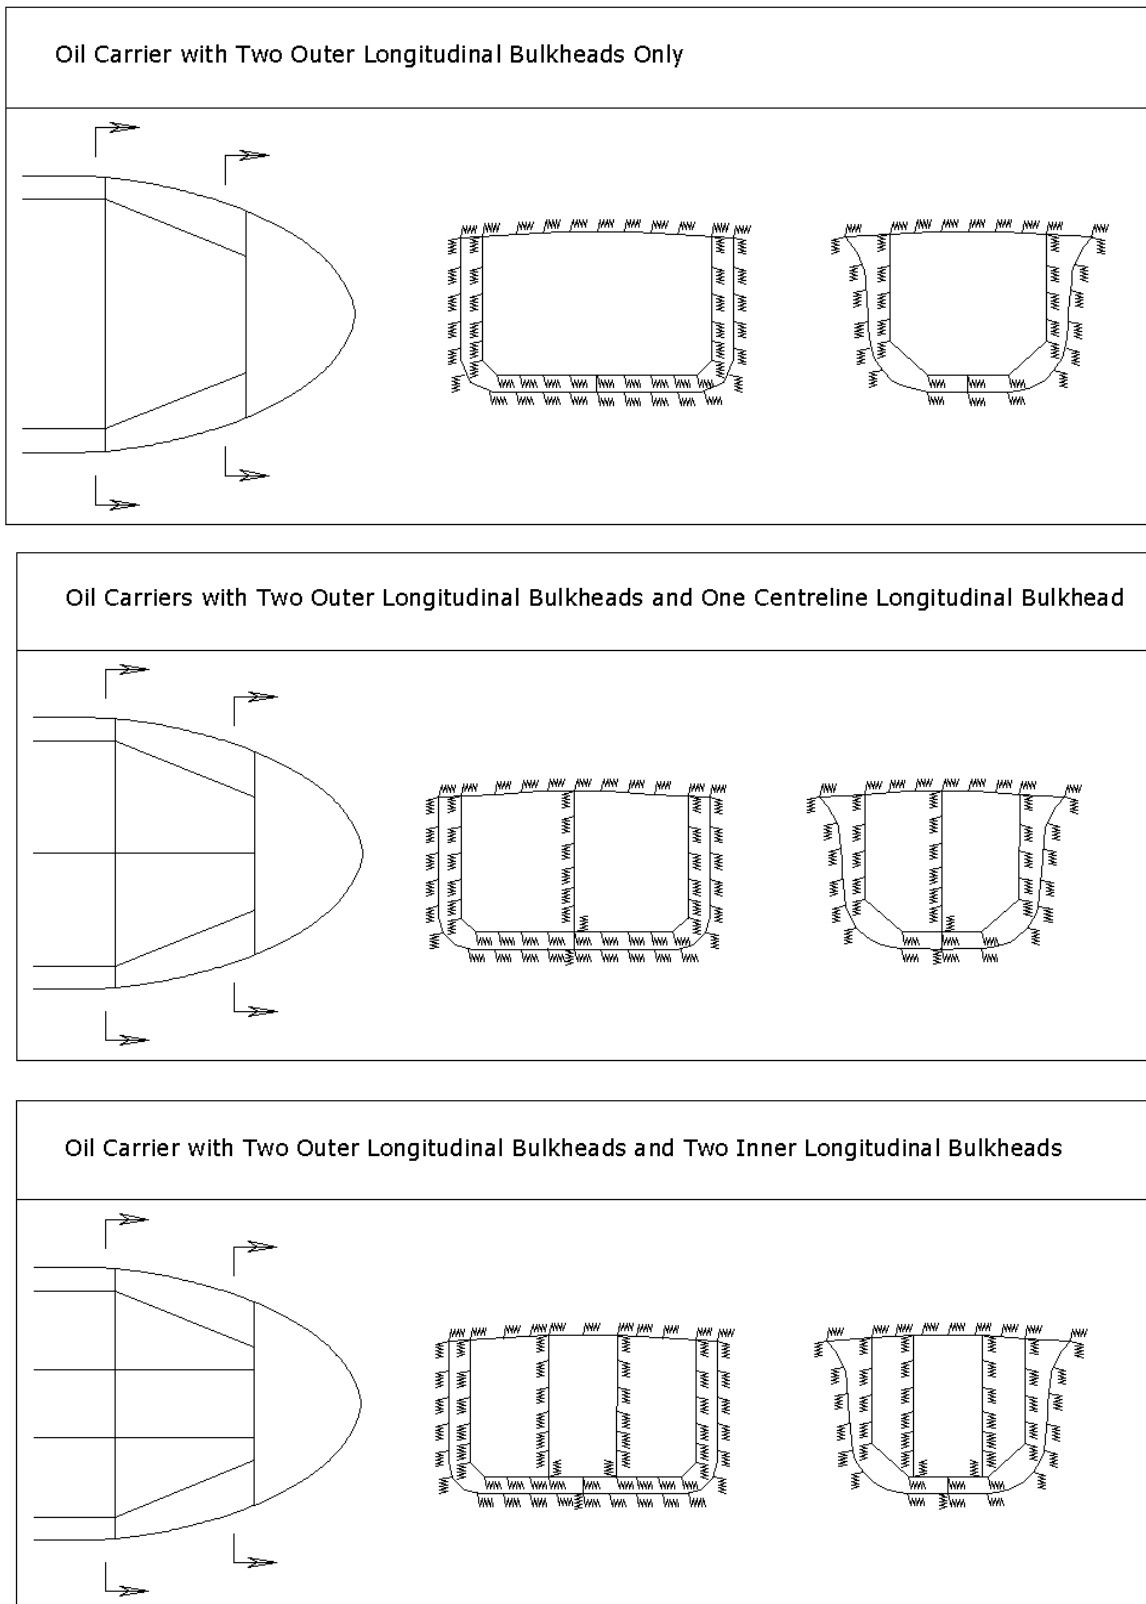 Oil Carrier with Two Outer Longitudinal Bulkheads Only
Oil Carriers with Two Outer Longitudinal Bulkheads and One Centreline Longitudinal Bulkhead
Oil Carrier with Two Outer Longitudinal Bulkheads and Two Inner Longitudinal Bulkheads